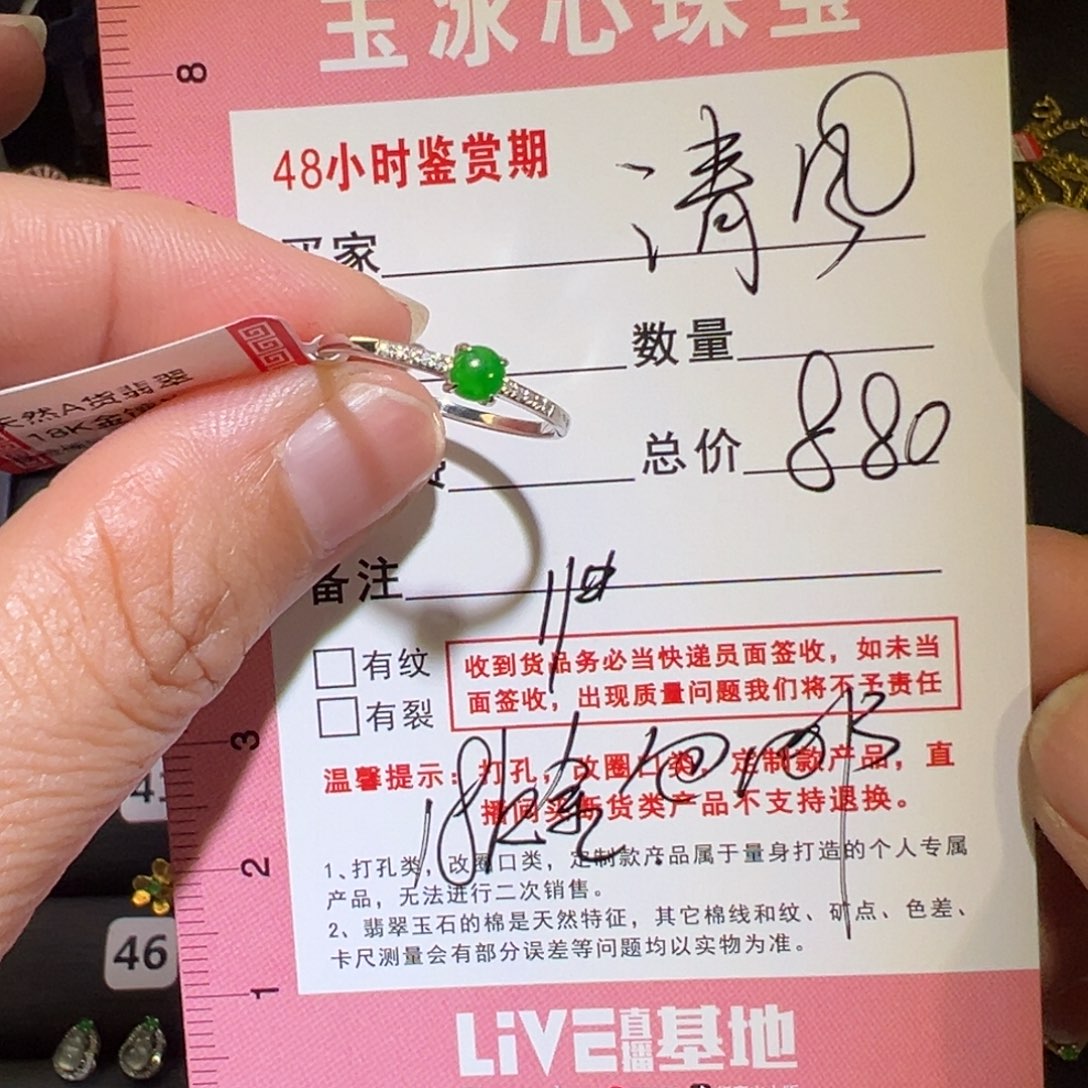 玉冰心珠宝
8
48小时鉴赏期
清风
买家
数量
天然A货翡翠
18K金
总价 880
备注 11#
有纹
有裂
收到货品务必当快递员面签收，如未当
面签收，出现质量问题我们将不予责任
3
温馨提示：打孔，改圈口类，定制款产品，直
播间买断货类产品不支持退换。
18k金
1、打孔类，改圈口类，定制款产品属于量身打造的个人专属
产品，无法进行二次销售。
2
2、翡翠玉石的棉是天然特征，其它棉线和纹、矿点、色差、
卡尺测量会有部分误差等问题均以实物为准。
46
1
LiVE直播基地